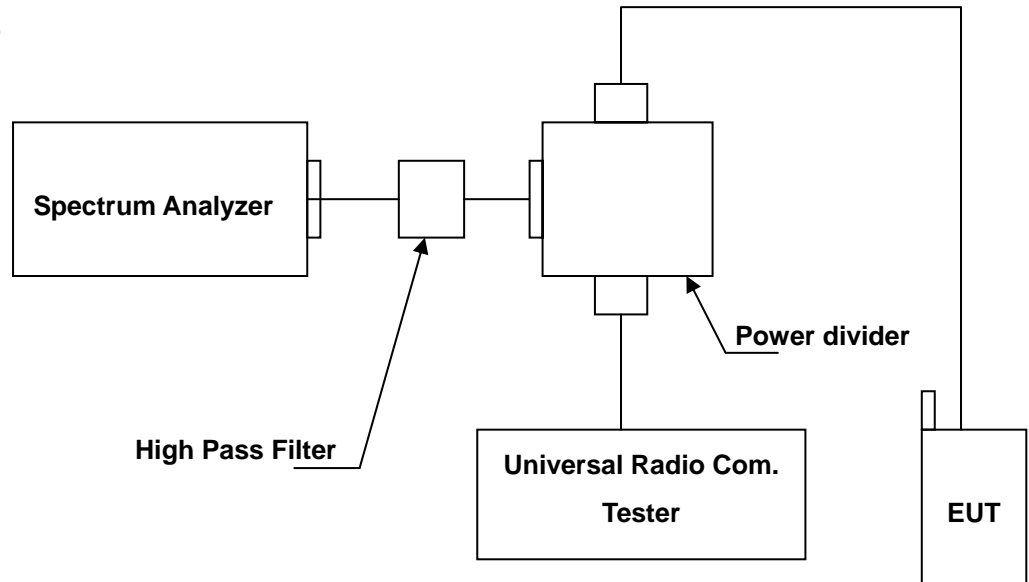 Spectrum Analyzer
Power divider
High Pass Filter
Universal Radio Com.
Tester
EUT